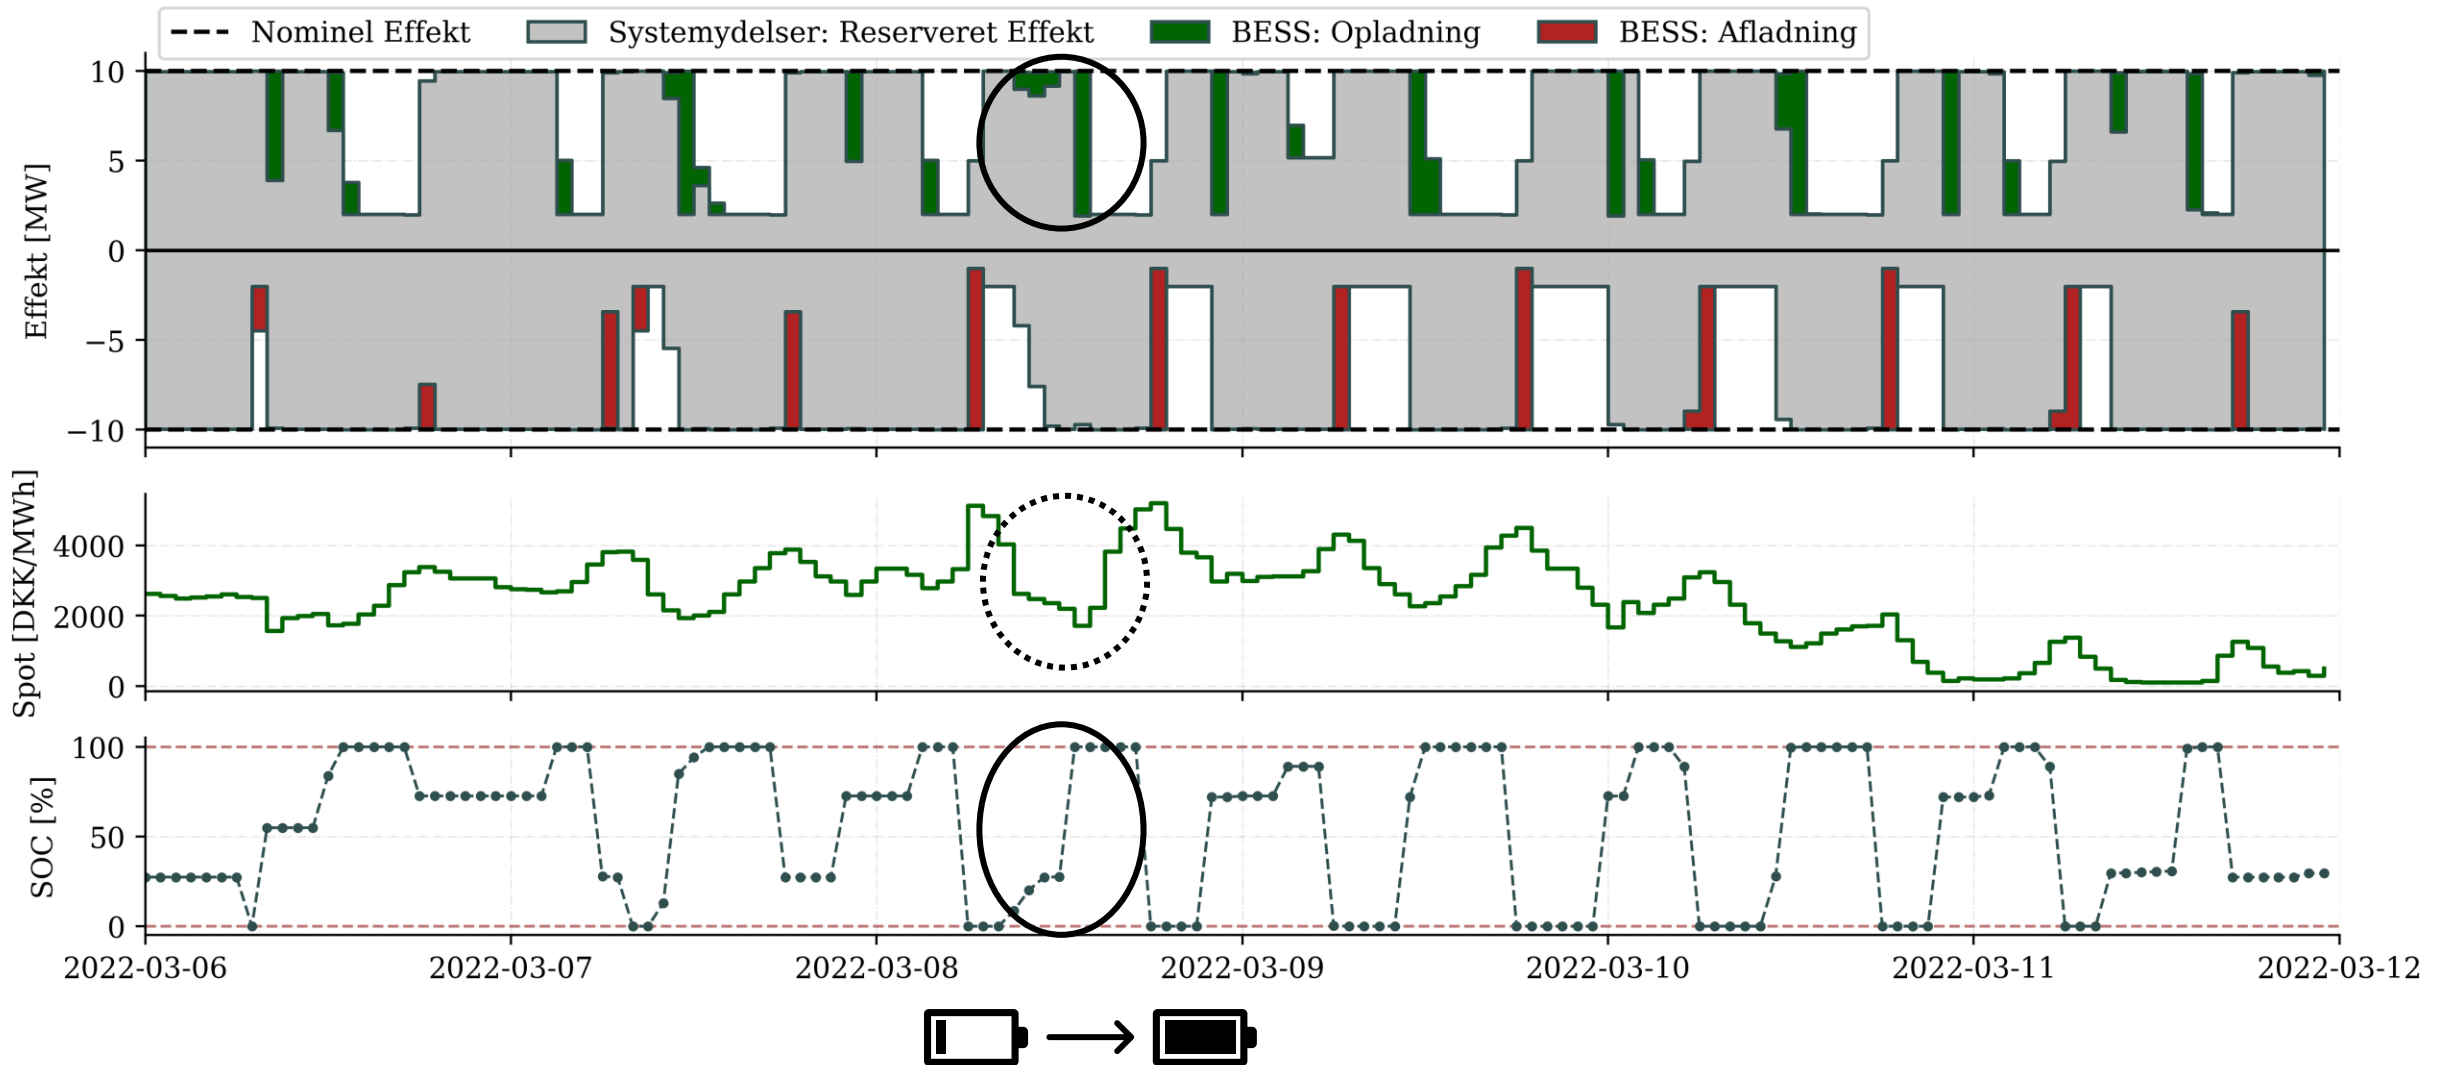 Nominel Effekt Systemydelser: Reserveret Effekt BESS: Opladning BESS: Afladning
Effekt [MW]
10
5
0
−5
−10
Spot [DKK/MWh]
4000
2000
0
SOC [%]
100
50
0
2022-03-06 2022-03-07 2022-03-08 2022-03-09 2022-03-10 2022-03-11 2022-03-12